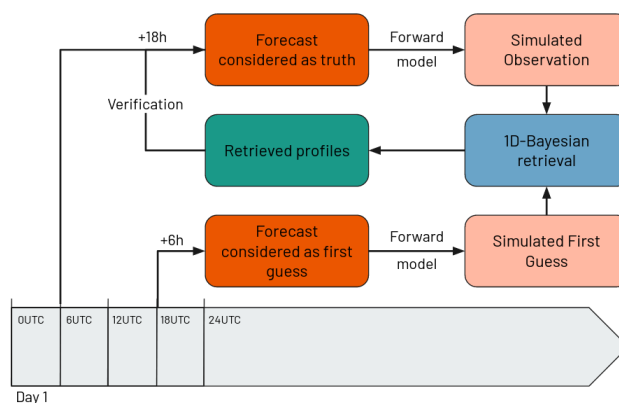 +18h
Forecast
considered as truth
Forward
model
Simulated
Observation
Verification
Retrieved profiles
1D-Bayesian
retrieval
+6h
Forecast
considered as first
guess
Forward
model
Simulated First
Guess
0UTC
6UTC
12UTC
18UTC
24UTC
Day 1